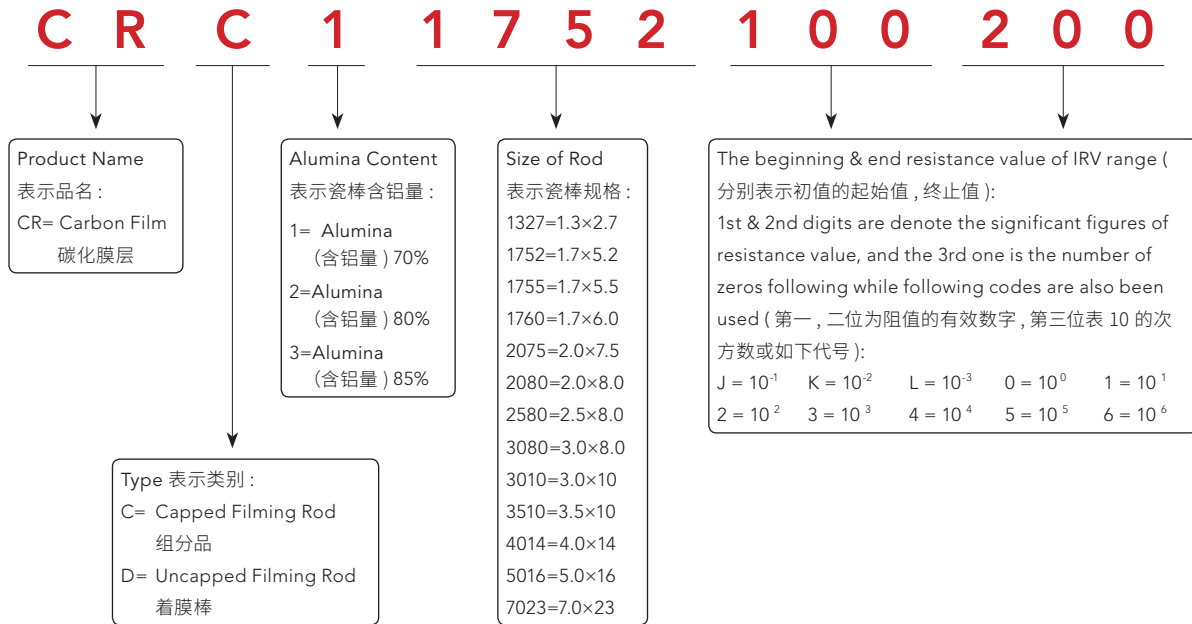 C R C 1 1 7 5 2 1 0 0 2 0 0
Product Name
表示品名 :
CR= Carbon Film
碳化膜层
Type 表示类别 :
C= Capped Filming Rod
组分品
D= Uncapped Filming Rod
着膜棒
Alumina Content
表示瓷棒含铝量 :
1= Alumina
(含铝量 ) 70%
2=Alumina
(含铝量 ) 80%
3=Alumina
(含铝量 ) 85%
Size of Rod
表示瓷棒规格 :
1327=1.3×2.7
1752=1.7×5.2
1755=1.7×5.5
1760=1.7×6.0
2075=2.0×7.5
2080=2.0×8.0
2580=2.5×8.0
3080=3.0×8.0
3010=3.0×10
3510=3.5×10
4014=4.0×14
5016=5.0×16
7023=7.0×23
The beginning & end resistance value of IRV range (
分别表示初值的起始值 , 终止值 ):
1st & 2nd digits are denote the significant figures of
resistance value, and the 3rd one is the number of
zeros following while following codes are also been
used ( 第一 , 二位为阻值的有效数字 , 第三位表 10 的次
方数或如下代号 ):
J = 10⁻¹ K = 10⁻² L = 10⁻³ 0 = 10⁰ 1 = 10¹
2 = 10² 3 = 10³ 4 = 10⁴ 5 = 10⁵ 6 = 10⁶